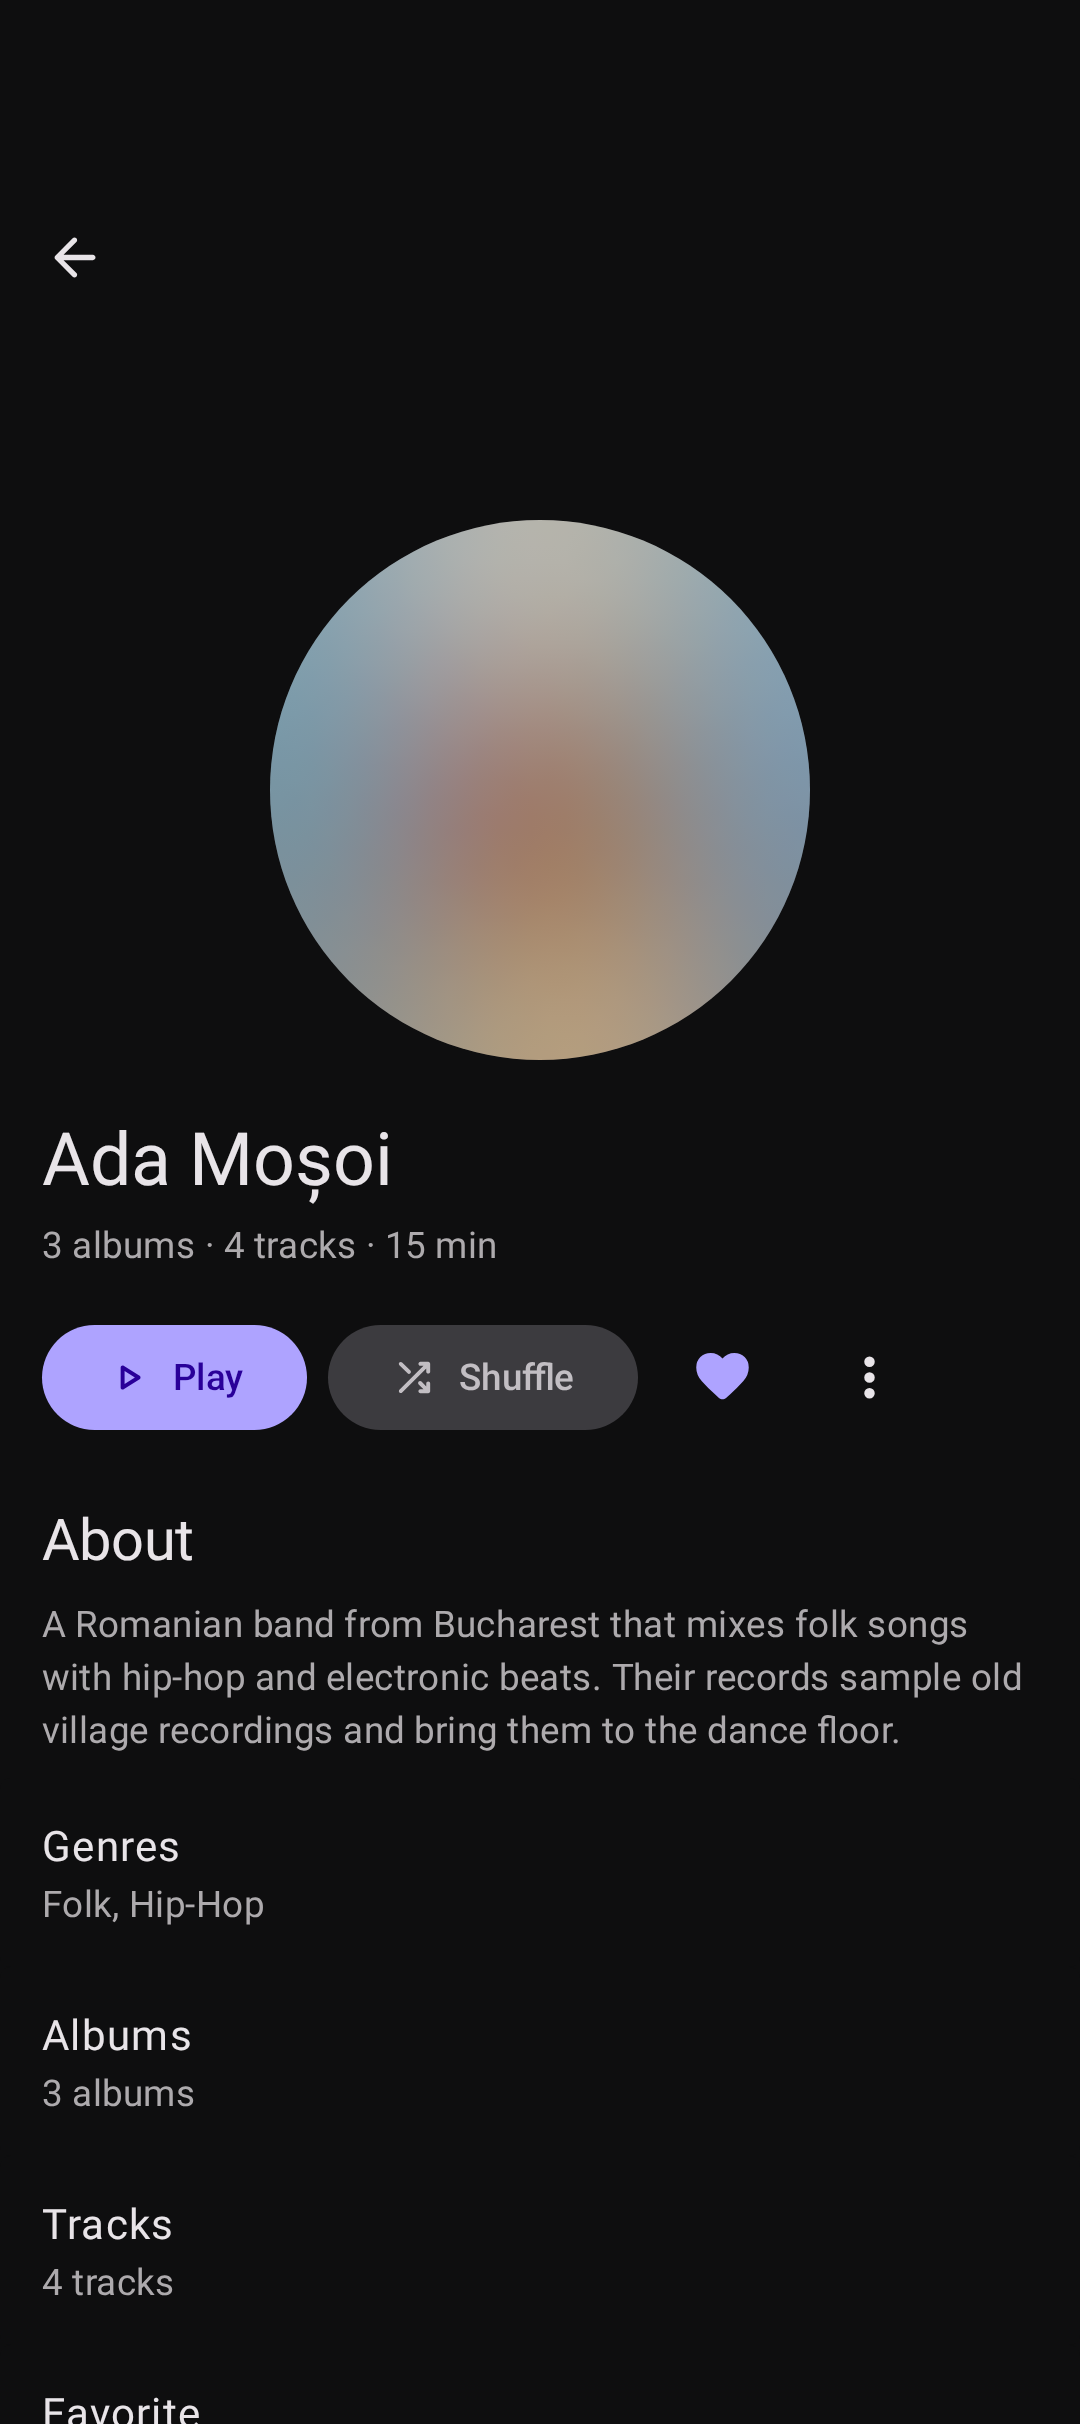 Ada Moșoi
3 albums · 4 tracks · 15 min
Play
Shuffle
About
A Romanian band from Bucharest that mixes folk songs
with hip-hop and electronic beats. Their records sample old
village recordings and bring them to the dance floor.
Genres
Folk, Hip-Hop
Albums
3 albums
Tracks
4 tracks
Favorite